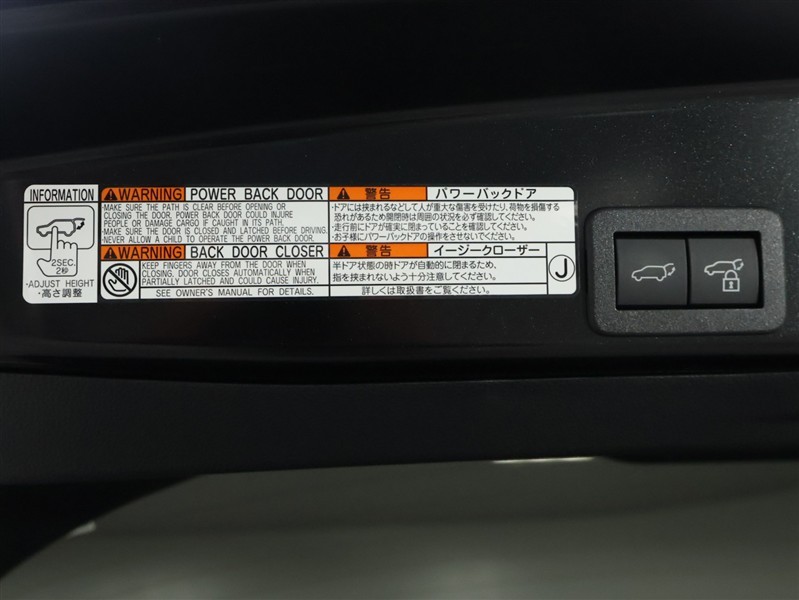 INFORMATION
2SEC.
2秒
・ADJUST HEIGHT
・高さ調整
WARNING POWER BACK DOOR
・MAKE SURE THE PATH IS CLEAR BEFORE OPENING OR
CLOSING THE DOOR. POWER BACK DOOR COULD INJURE
PEOPLE OR DAMAGE CARGO IF CAUGHT IN ITS PATH.
・MAKE SURE THE DOOR IS CLOSED AND LATCHED BEFORE DRIVING.
・NEVER ALLOW A CHILD TO OPERATE THE POWER BACK DOOR.
WARNING BACK DOOR CLOSER
KEEP FINGERS AWAY FROM THE DOOR WHEN
CLOSING. DOOR CLOSES AUTOMATICALLY WHEN
PARTIALLY LATCHED AND COULD CAUSE INJURY.
SEE OWNER'S MANUAL FOR DETAILS.
警告 パワーバックドア
・ドアには挟まれるなどして人が重大な傷害を受けたり、荷物を損傷する
恐れがあるため開閉時は周囲の状況を必ず確認してください。
・走行前にドアが確実に閉まっていることを確認してください。
・お子様にパワーバックドアの操作をさせないでください。
警告 イージークローザー
半ドア状態の時ドアが自動的に閉まるため、
指を挟まれないよう十分注意してください。
詳しくは取扱書をご覧ください。
J